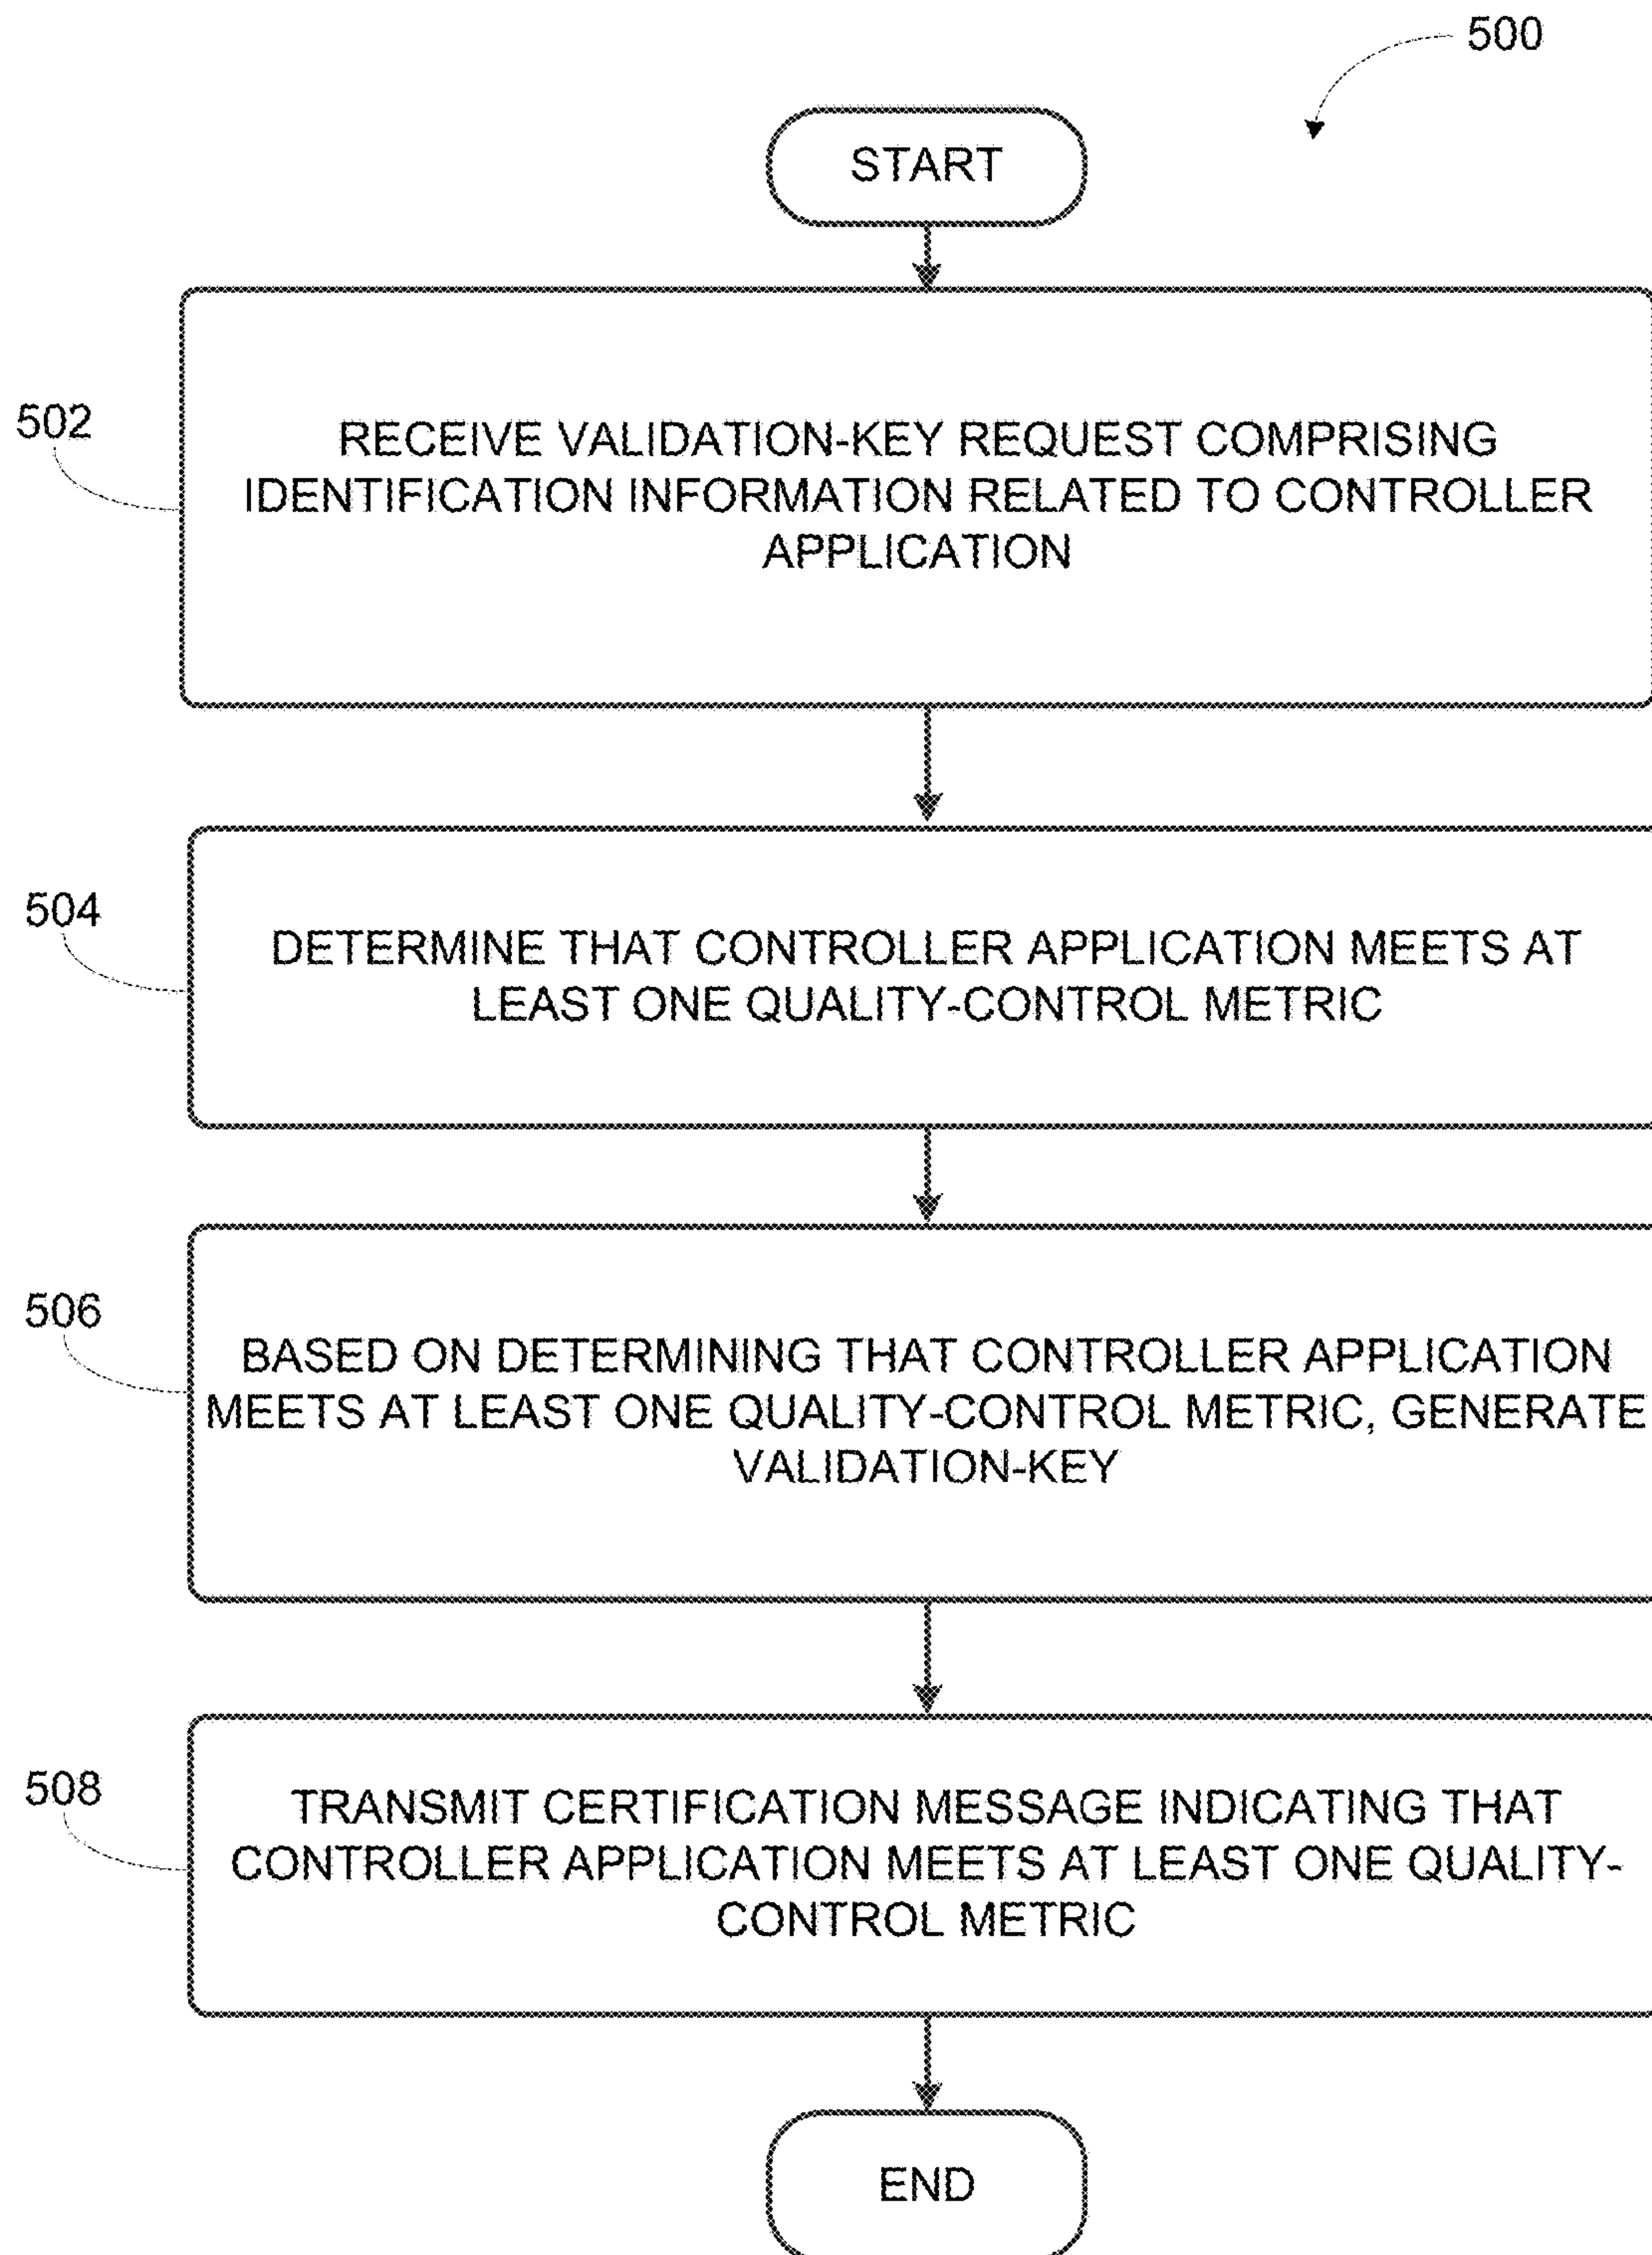 500
START
502
RECEIVE VALIDATION-KEY REQUEST COMPRISING
IDENTIFICATION INFORMATION RELATED TO CONTROLLER
APPLICATION
504
DETERMINE THAT CONTROLLER APPLICATION MEETS AT
LEAST ONE QUALITY-CONTROL METRIC
506
BASED ON DETERMINING THAT CONTROLLER APPLICATION
MEETS AT LEAST ONE QUALITY-CONTROL METRIC, GENERATE
VALIDATION-KEY
508
TRANSMIT CERTIFICATION MESSAGE INDICATING THAT
CONTROLLER APPLICATION MEETS AT LEAST ONE QUALITY-
CONTROL METRIC
END